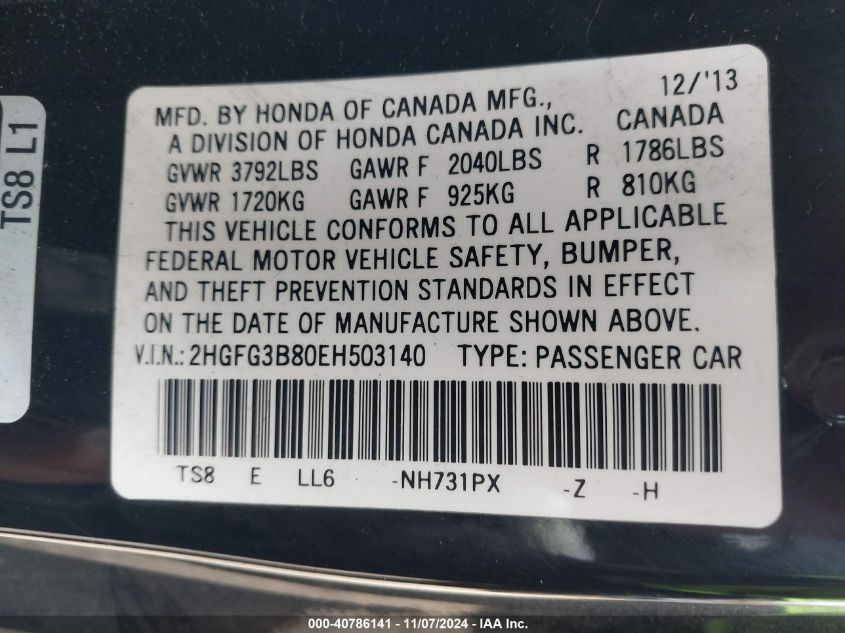 12/'13
MFD. BY HONDA OF CANADA MFG.,
A DIVISION OF HONDA CANADA INC. CANADA
GVWR 3792LBS GAWR F 2040LBS R 1786LBS
GVWR 1720KG GAWR F 925KG R 810KG
THIS VEHICLE CONFORMS TO ALL APPLICABLE
FEDERAL MOTOR VEHICLE SAFETY, BUMPER,
AND THEFT PREVENTION STANDARDS IN EFFECT
ON THE DATE OF MANUFACTURE SHOWN ABOVE.
V.I.N.: 2HGFG3B80EH503140 TYPE: PASSENGER CAR
TS8 E LL6 -NH731PX -Z -H
TS8 L1
000-40786141 - 11/07/2024 - IAA Inc.